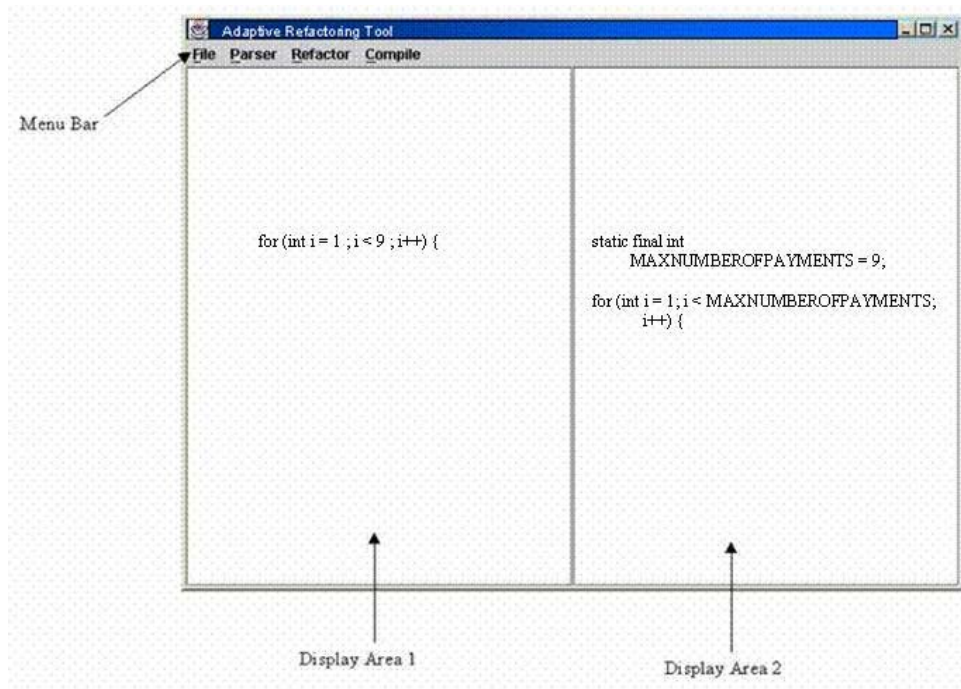 Adaptive Refactoring Tool
File Parser Refactor Compile
Menu Bar
for (int i = 1 ; i < 9 ; i++) {
static final int
MAXNUMBEROFPAYMENTS = 9;
for (int i = 1; i < MAXNUMBEROFPAYMENTS;
i++) {
Display Area 1
Display Area 2